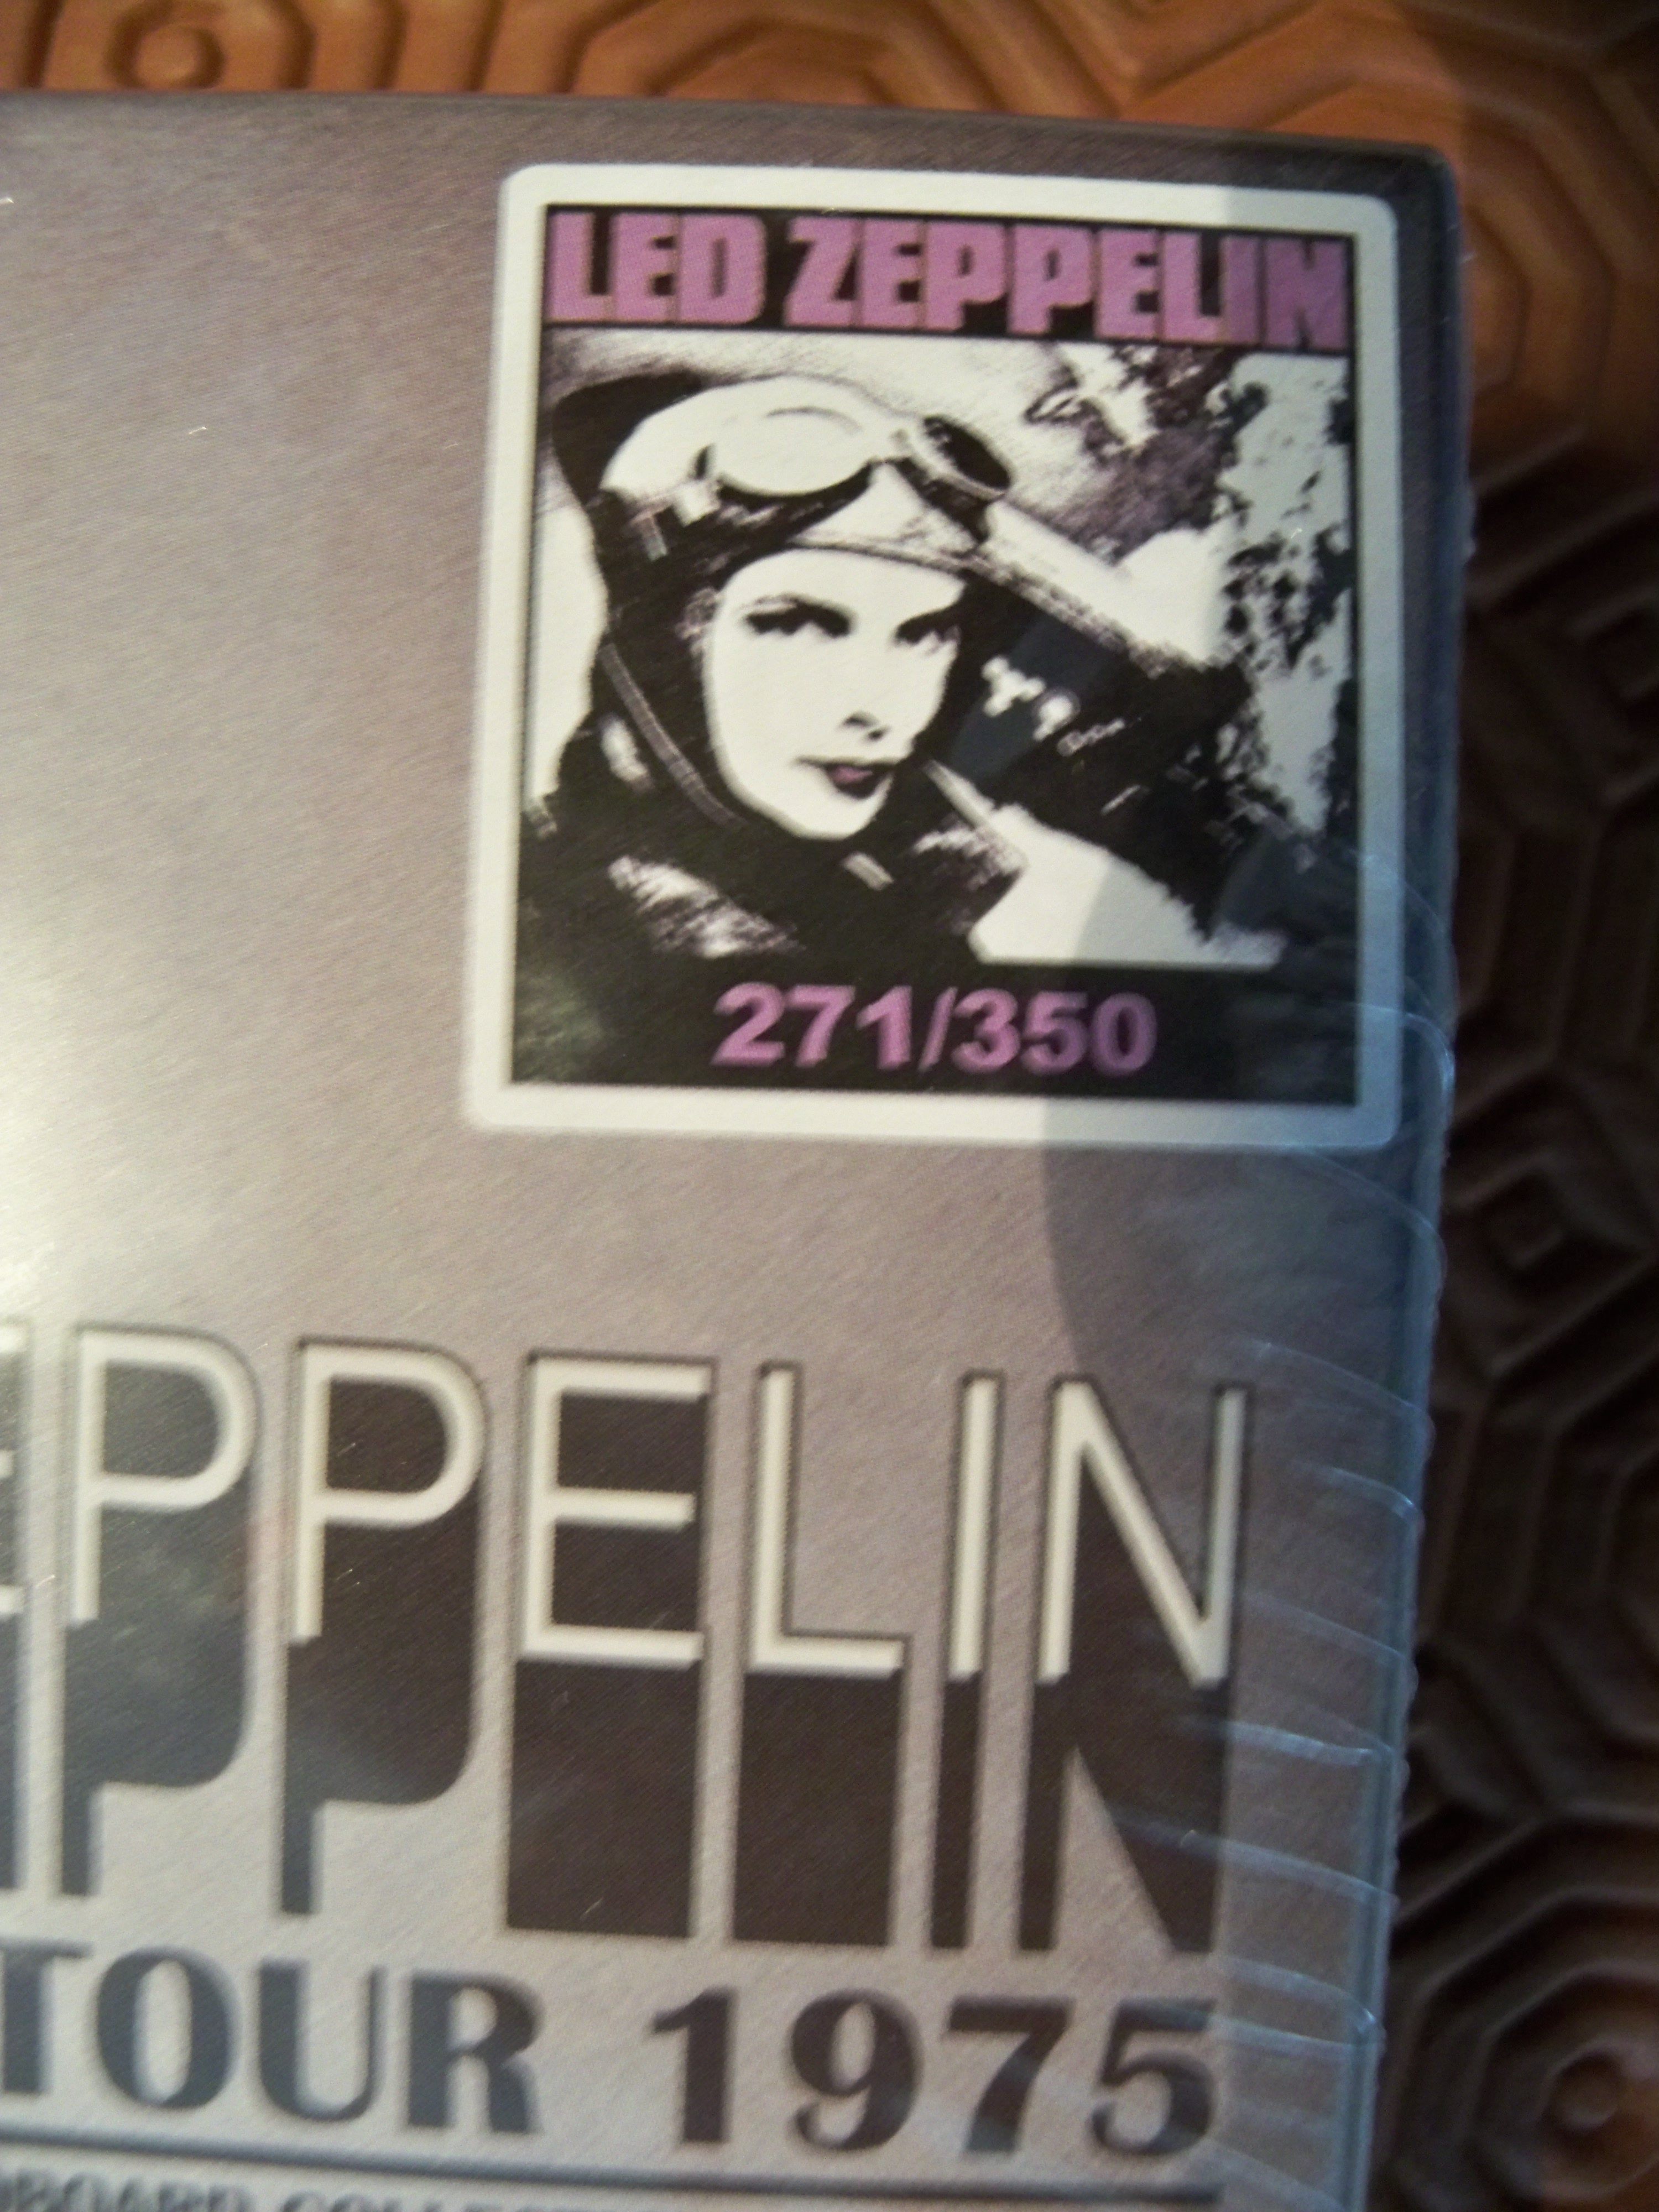 LED ZEPPELIN
271/350
EPPELIN
TOUR 1975